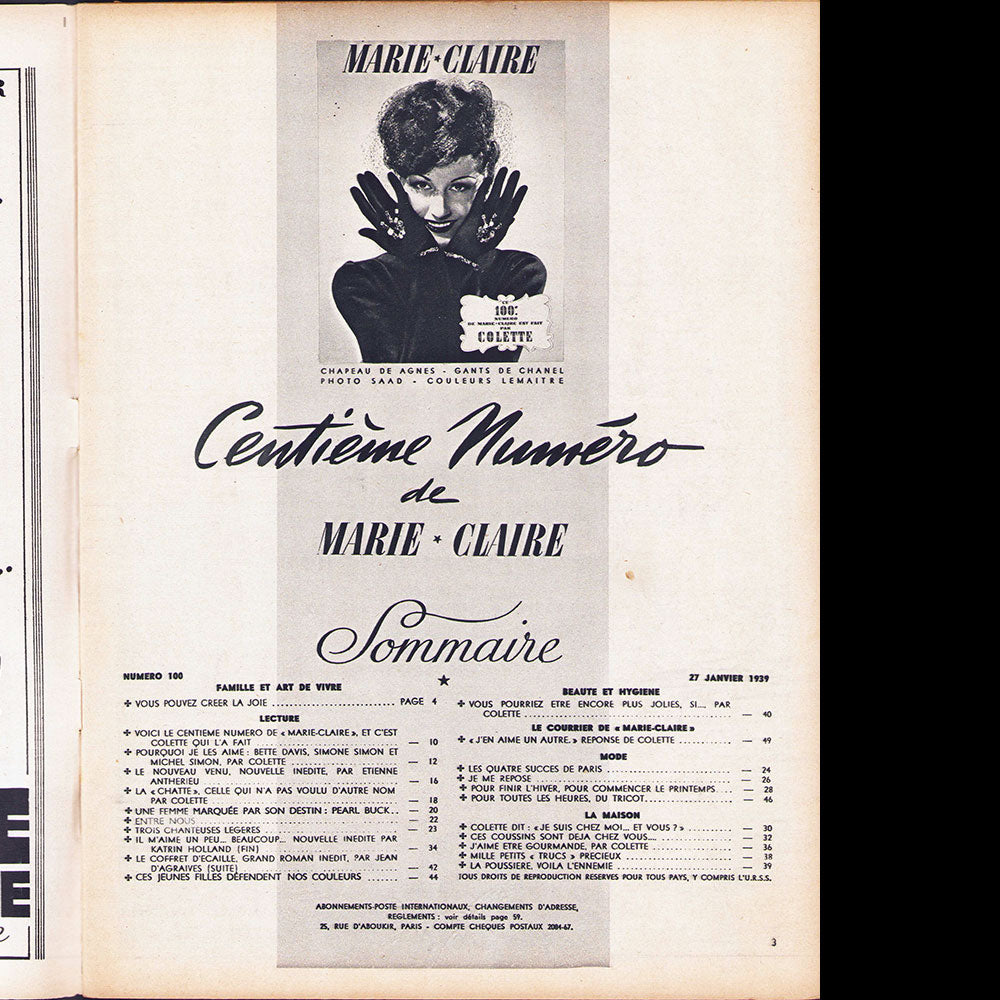 MARIE★CLAIRE
CE
100E
NUMERO
DE MARIE-CLAIRE EST FAIT
PAR
COLETTE
CHAPEAU DE AGNES - GANTS DE CHANEL
PHOTO SAAD - COULEURS LEMAITRE
Centième Numéro
de
MARIE ★ CLAIRE
Sommaire
NUMERO 100
27 JANVIER 1939
FAMILLE ET ART DE VIVRE
VOUS POUVEZ CREER LA JOIE ........ PAGE 4
LECTURE
VOICI LE CENTIEME NUMERO DE « MARIE-CLAIRE », ET C'EST
COLETTE QUI L'A FAIT ........ — 10
POURQUOI JE LES AIME : BETTE DAVIS, SIMONE SIMON ET
MICHEL SIMON, PAR COLETTE ........ — 12
LE NOUVEAU VENU, NOUVELLE INEDITE, PAR ETIENNE
ANTHERIEU ........ — 16
LA « CHATTE », CELLE QUI N'A PAS VOULU D'AUTRE NOM
PAR COLETTE ........ — 18
UNE FEMME MARQUÉE PAR SON DESTIN : PEARL BUCK... — 20
ENTRE NOUS ........ — 22
TROIS CHANTEUSES LEGERES ........ — 23
IL M'AIME UN PEU... BEAUCOUP... NOUVELLE INEDITE PAR
KATRIN HOLLAND (FIN) ........ — 34
LE COFFRET D'ECAILLE, GRAND ROMAN INEDIT, PAR JEAN
D'AGRAIVES (SUITE) ........ — 42
CES JEUNES FILLES DÉFENDENT NOS COULEURS ....... — 44
BEAUTE ET HYGIENE
VOUS POURRIEZ ETRE ENCORE PLUS JOLIES, SI.... PAR
COLETTE ........ — 40
LE COURRIER DE « MARIE-CLAIRE »
« J'EN AIME UN AUTRE. » REPONSE DE COLETTE ........ — 49
MODE
LES QUATRE SUCCES DE PARIS ........ — 24
JE ME REPOSE ........ — 26
POUR FINIR L'HIVER, POUR COMMENCER LE PRINTEMPS... — 28
POUR TOUTES LES HEURES, DU TRICOT........ — 46
LA MAISON
COLETTE DIT : « JE SUIS CHEZ MOI... ET VOUS ? » ........ — 30
CES COUSSINS SONT DEJA CHEZ VOUS.... — 32
J'AIME ETRE GOURMANDE, PAR COLETTE ........ — 36
MILLE PETITS « TRUCS » PRECIEUX ........ — 38
LA POUSSIERE, VOILA L'ENNEMIE ........ — 39
TOUS DROITS DE REPRODUCTION RESERVES POUR TOUS PAYS, Y COMPRIS L'U.R.S.S.
ABONNEMENTS-POSTE INTERNATIONAUX, CHANGEMENTS D'ADRESSE,
REGLEMENTS : voir détails page 59.
25, RUE D'ABOUKIR, PARIS - COMPTE CHEQUES POSTAUX 2084-67.
3